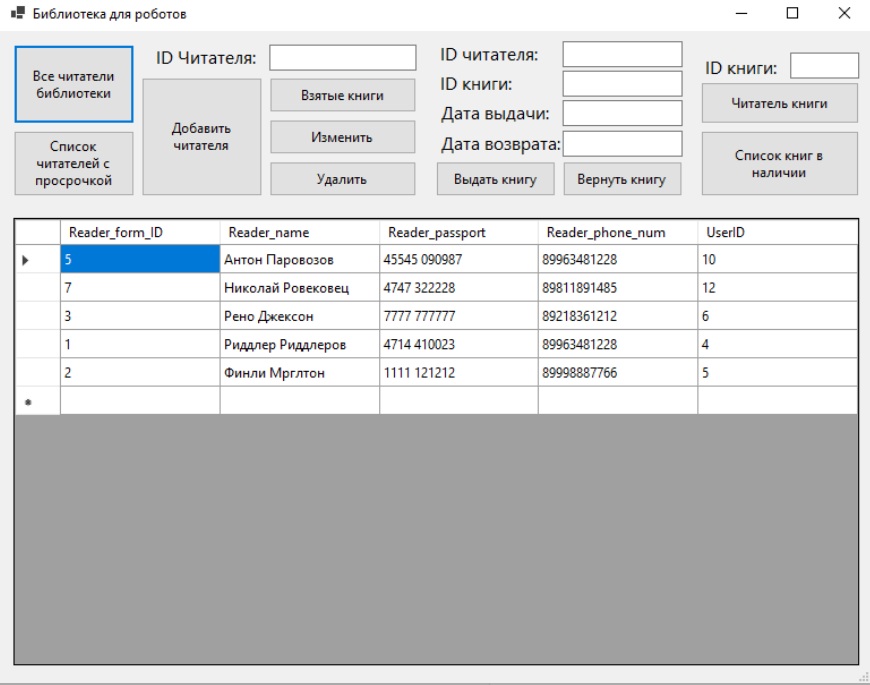 Библиотека для роботов
Все читатели
библиотеки
Список
читателей с
просрочкой
Добавить
читателя
ID Читателя:
Взятые книги
Изменить
Удалить
ID читателя:
ID книги:
Дата выдачи:
Дата возврата:
Выдать книгу
Вернуть книгу
ID книги:
Читатель книги
Список книг в
наличии
Reader_form_ID Reader_name Reader_passport Reader_phone_num UserID
5 Антон Паровозов 45545 090987 89963481228 10
7 Николай Ровековец 4747 322228 89811891485 12
3 Рено Джексон 7777 777777 89218361212 6
1 Риддлер Риддлеров 4714 410023 89963481228 4
2 Финли Мрглтон 1111 121212 89998887766 5